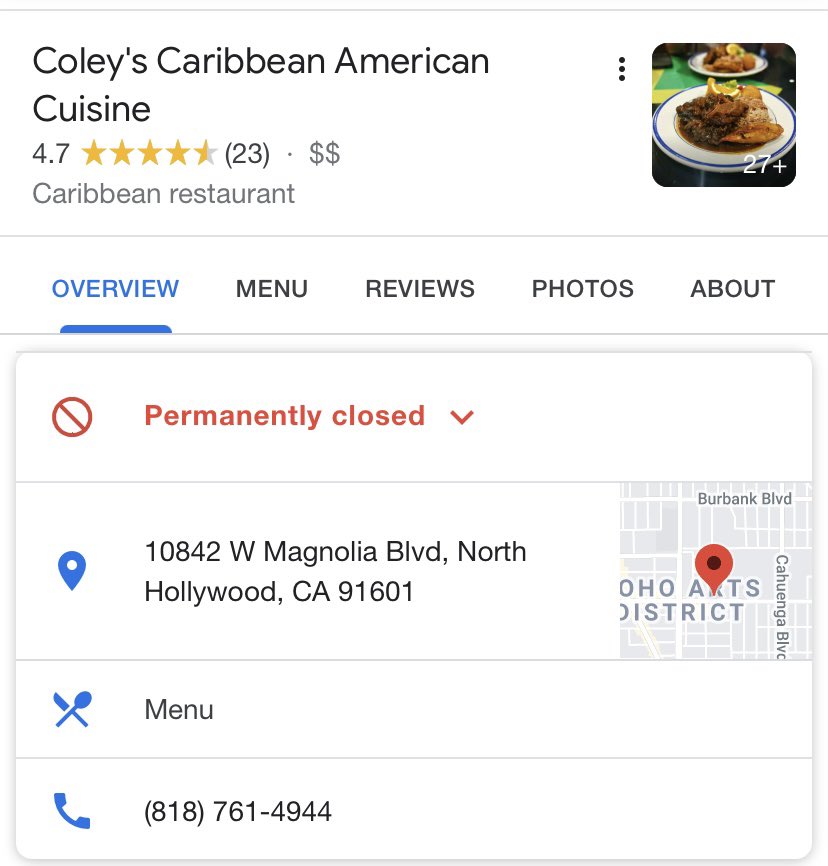 Coley's Caribbean American
Cuisine
4.7 (23) · $$
Caribbean restaurant
27+
OVERVIEW MENU REVIEWS PHOTOS ABOUT
Permanently closed
10842 W Magnolia Blvd, North
Hollywood, CA 91601
Burbank Blvd
OHO ARTS
DISTRICT
Cahuenga Blvd
Menu
(818) 761-4944